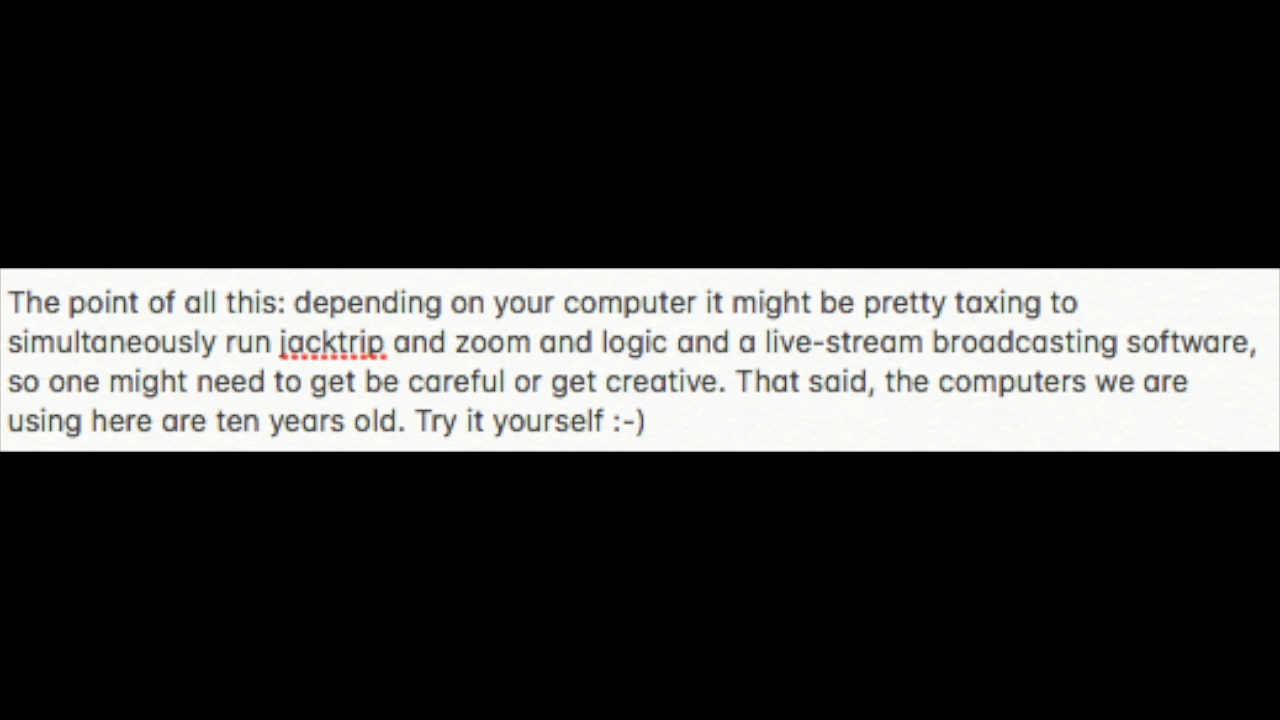 The point of all this: depending on your computer it might be pretty taxing to
simultaneously run jacktrip and zoom and logic and a live-stream broadcasting software,
so one might need to get be careful or get creative. That said, the computers we are
using here are ten years old. Try it yourself :-)